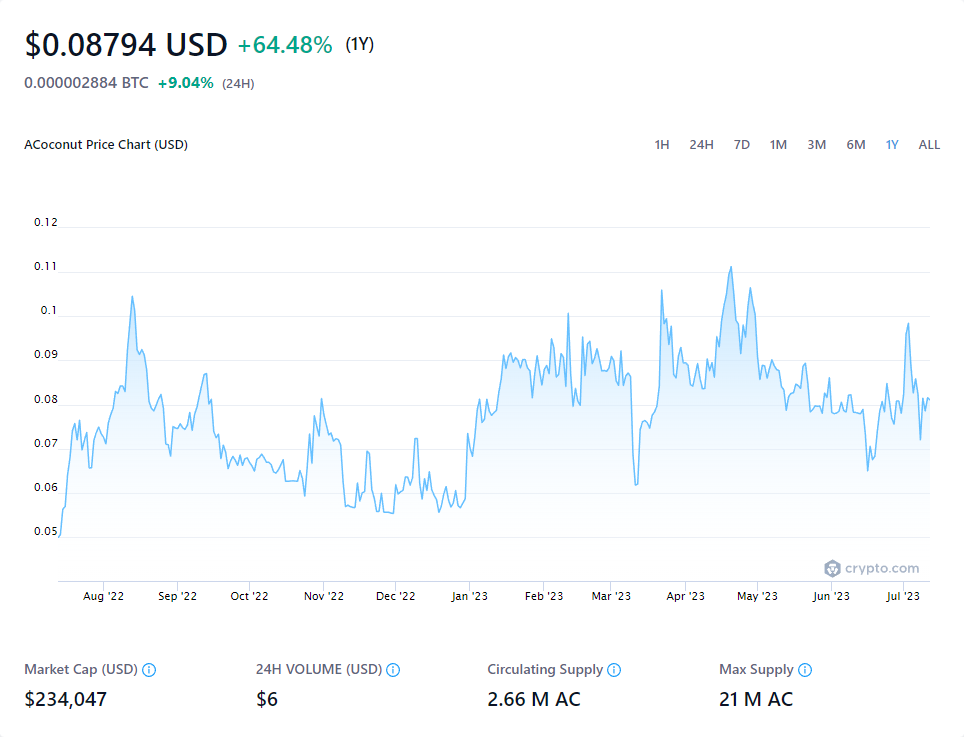 $0.08794 USD +64.48% (1Y)
0.000002884 BTC +9.04% (24H)
ACoconut Price Chart (USD) 1H 24H 7D 1M 3M 6M 1Y ALL
0.12
0.11
0.1
0.09
0.08
0.07
0.06
0.05
crypto.com
Aug '22 Sep '22 Oct '22 Nov '22 Dec '22 Jan '23 Feb '23 Mar '23 Apr '23 May '23 Jun '23 Jul '23
Market Cap (USD) 24H VOLUME (USD) Circulating Supply Max Supply
$234,047 $6 2.66 M AC 21 M AC